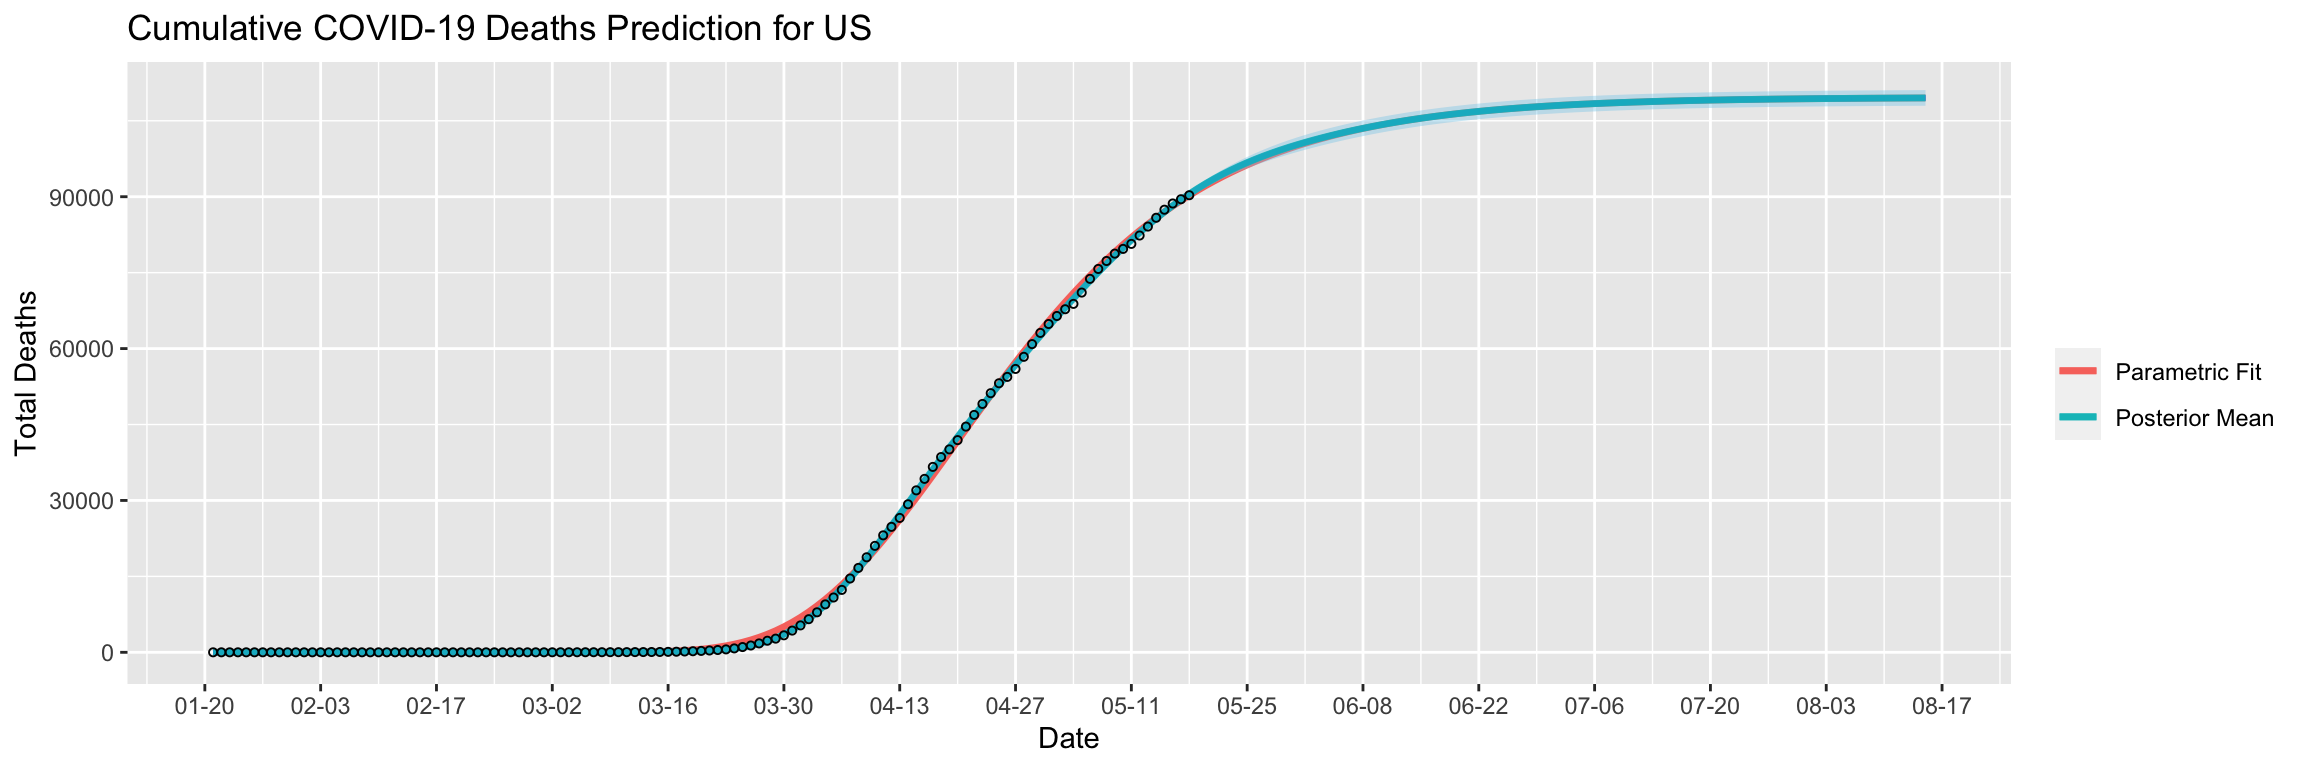 Cumulative COVID-19 Deaths Prediction for US
Total Deaths
90000
60000
30000
0
01-20 02-03 02-17 03-02 03-16 03-30 04-13 04-27 05-11 05-25 06-08 06-22 07-06 07-20 08-03 08-17
Date
Parametric Fit
Posterior Mean